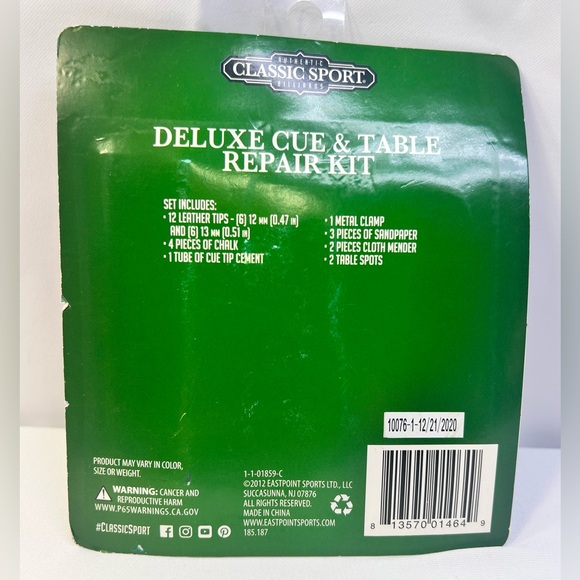 AUTHENTIC
CLASSIC SPORT
BILLIARDS
DELUXE CUE & TABLE
REPAIR KIT
SET INCLUDES:
• 12 LEATHER TIPS - (6) 12 MM (0.47 IN)
AND (6) 13 MM (0.51 IN)
• 4 PIECES OF CHALK
• 1 TUBE OF CUE TIP CEMENT
• 1 METAL CLAMP
• 3 PIECES OF SANDPAPER
• 2 PIECES CLOTH MENDER
• 2 TABLE SPOTS
10076-1-12/21/2020
PRODUCT MAY VARY IN COLOR,
SIZE OR WEIGHT.
WARNING: CANCER AND
REPRODUCTIVE HARM
WWW.P65WARNINGS.CA.GOV
#CLASSICSPORT
1-1-01859-C
©2012 EASTPOINT SPORTS LTD., LLC
SUCCASUNNA, NJ 07876
ALL RIGHTS RESERVED.
MADE IN CHINA
WWW.EASTPOINTSPORTS.COM
185.187
8 13570 01464 9